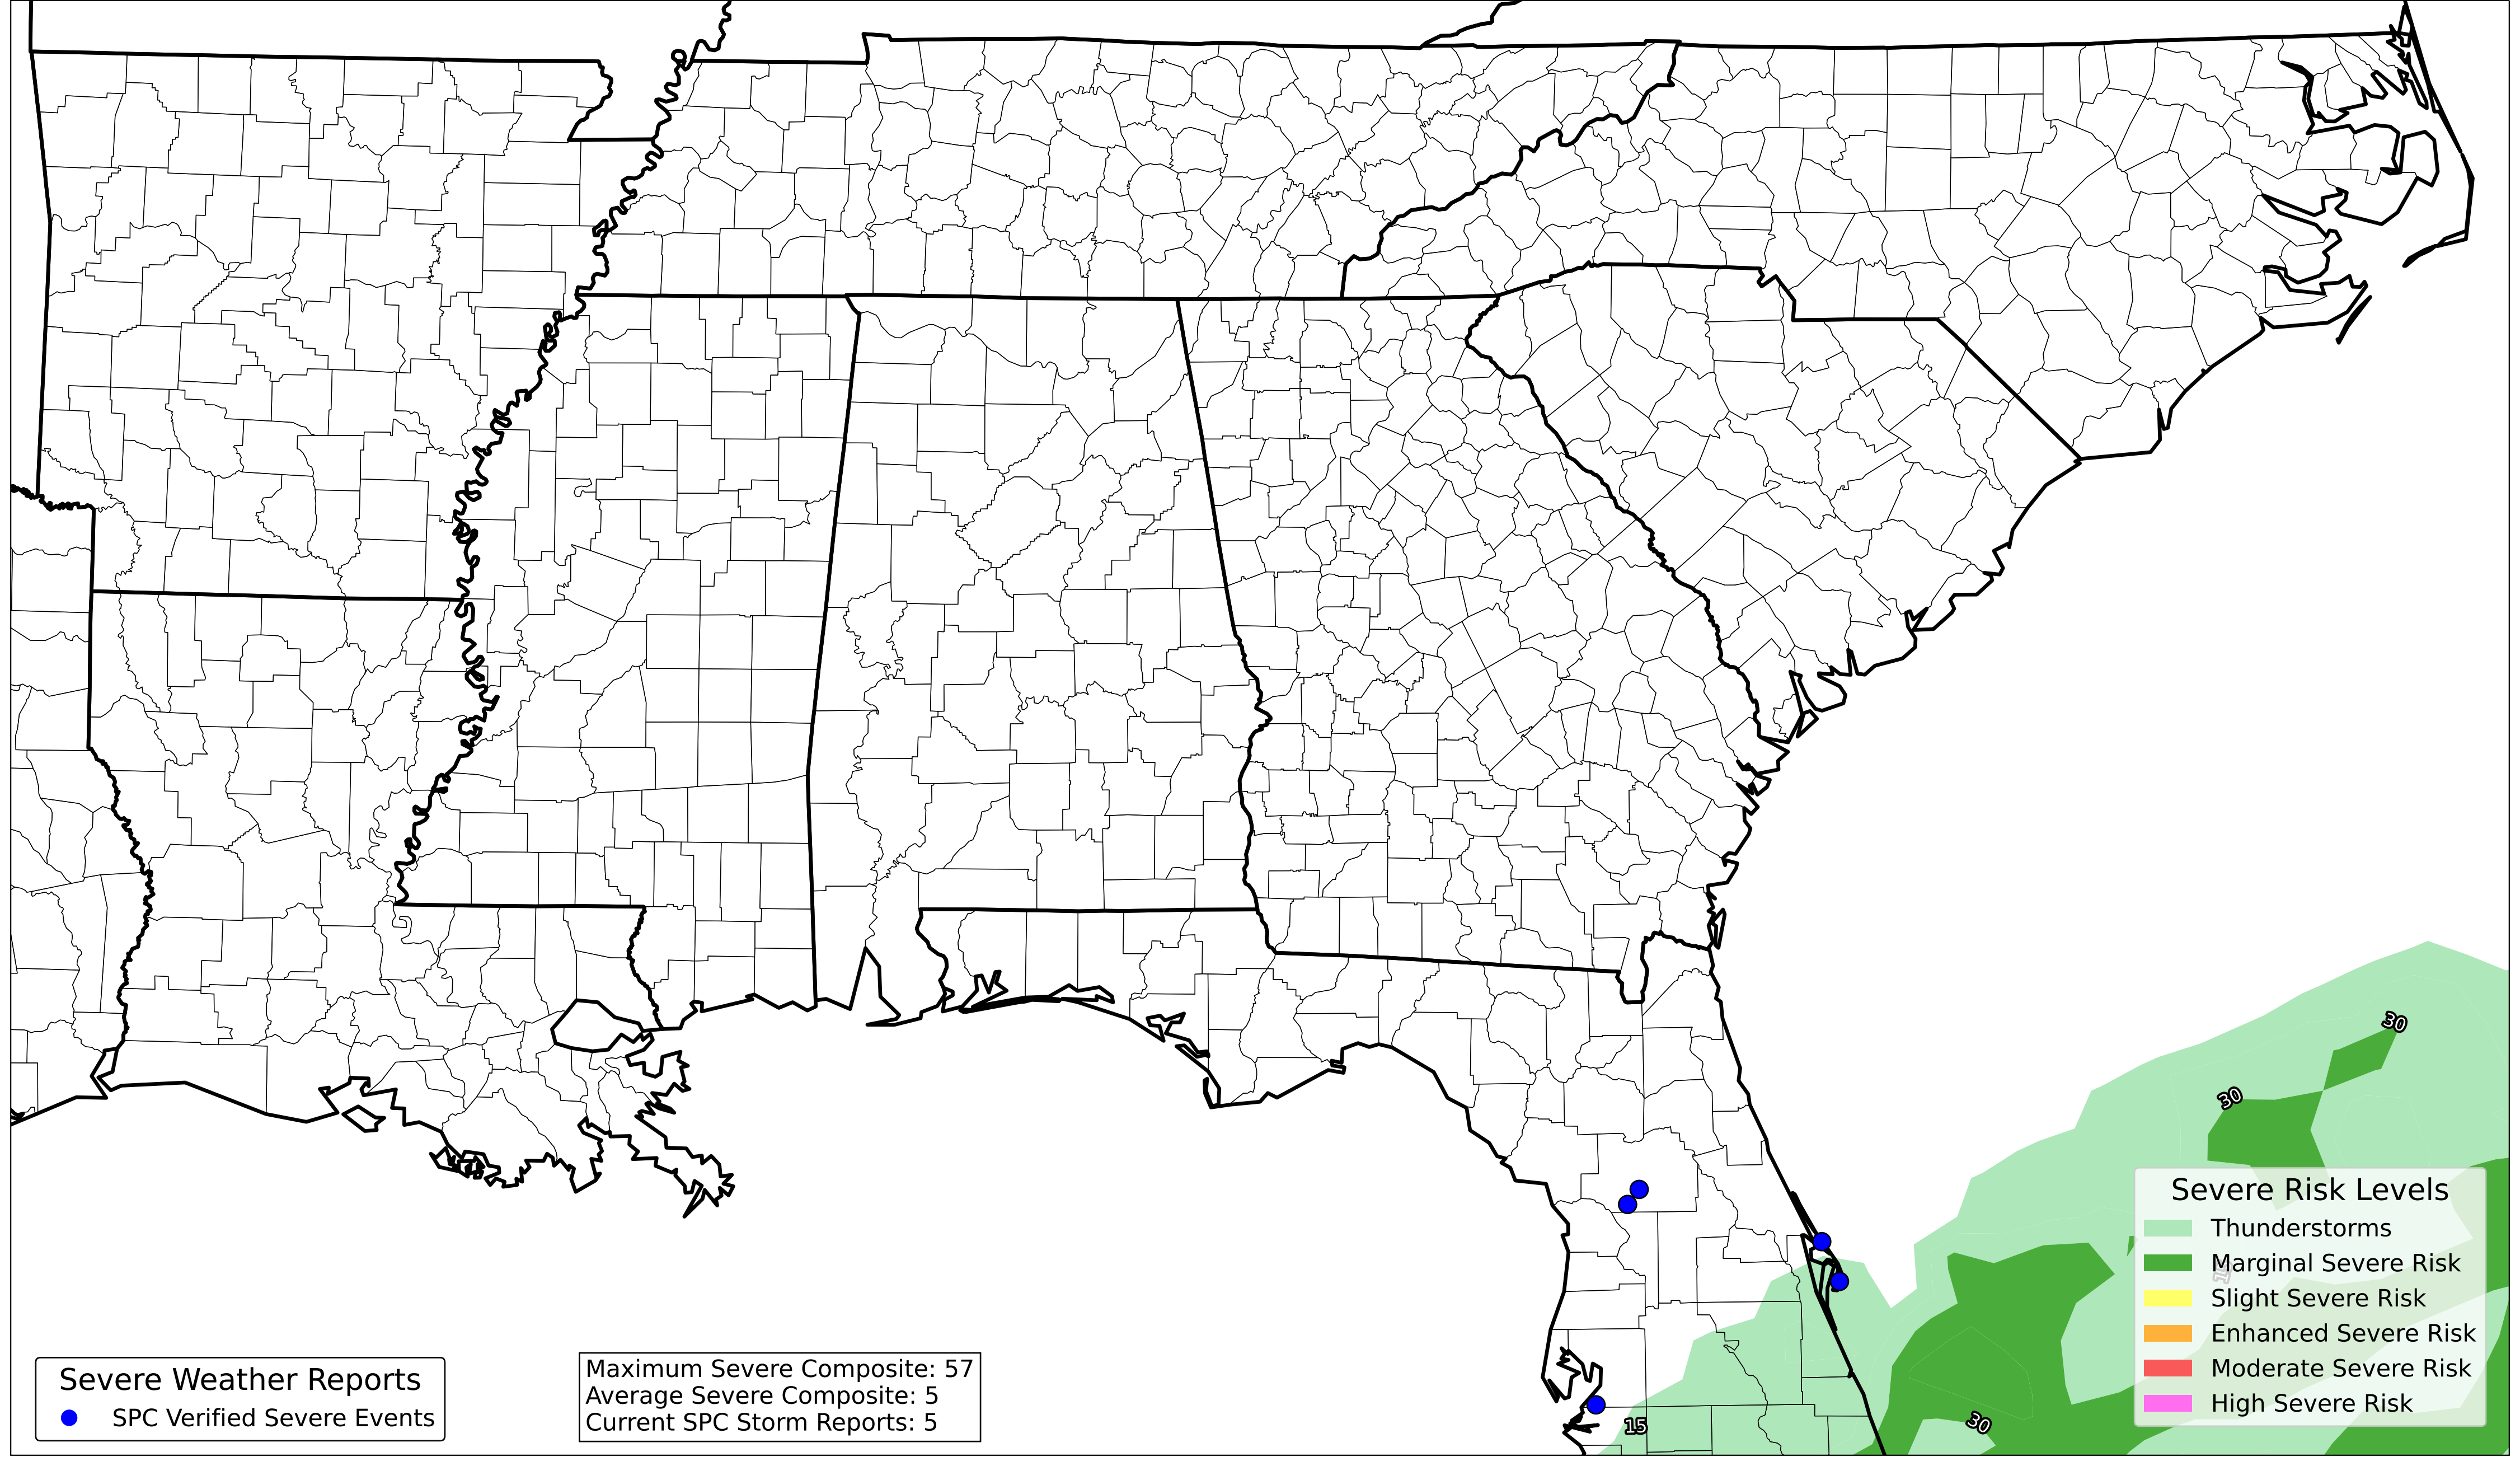 30
30
Severe Risk Levels
Thunderstorms
Marginal Severe Risk
Slight Severe Risk
Enhanced Severe Risk
Moderate Severe Risk
High Severe Risk
Severe Weather Reports
SPC Verified Severe Events
Maximum Severe Composite: 57
Average Severe Composite: 5
Current SPC Storm Reports: 5
15
30